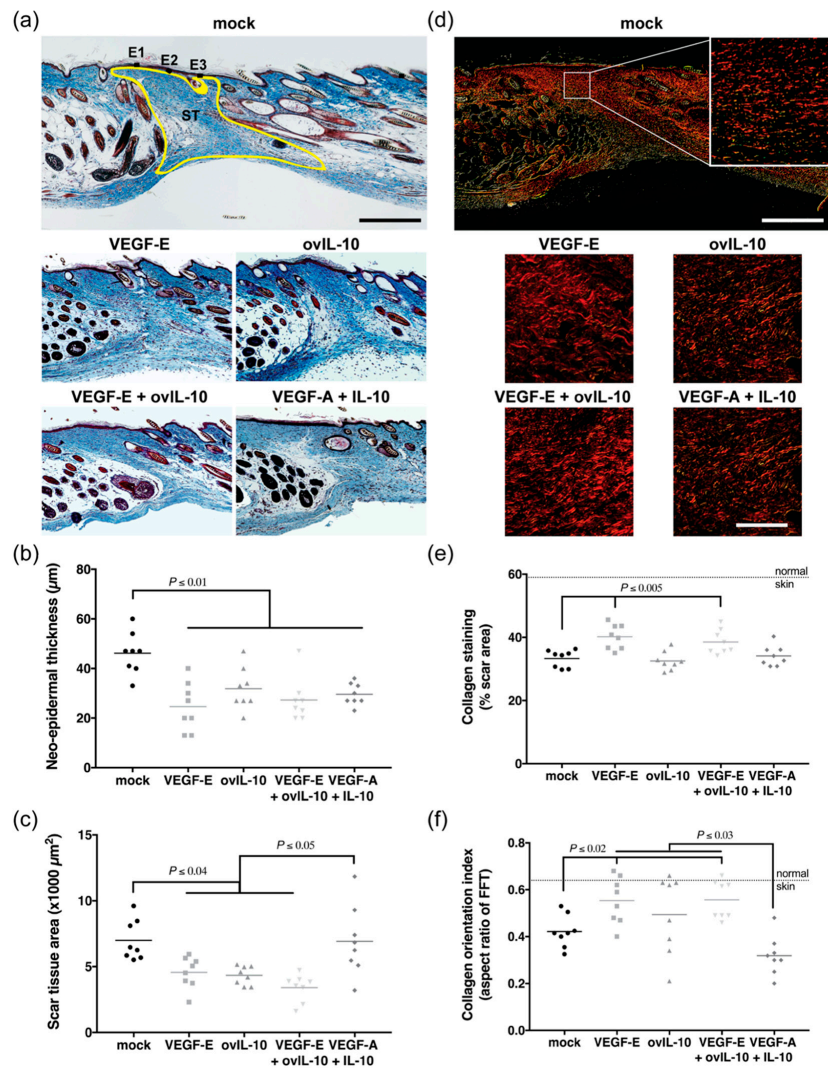 (a)
mock
E1
E2
E3
ST
VEGF-E
ovIL-10
VEGF-E + ovIL-10
VEGF-A + IL-10
(d)
mock
VEGF-E
ovIL-10
VEGF-E + ovIL-10
VEGF-A + IL-10
(b)
Neo-epidermal thickness (µm)
80
60
40
20
0
P ≤ 0.01
mock
VEGF-E
ovIL-10
VEGF-E
+ ovIL-10
VEGF-A
+ IL-10
(c)
Scar tissue area (x1000 µm²)
15
10
5
0
P ≤ 0.04
P ≤ 0.05
mock
VEGF-E
ovIL-10
VEGF-E
+ ovIL-10
VEGF-A
+ IL-10
(e)
Collagen staining
(% scar area)
60
40
20
0
normal
skin
P ≤ 0.005
mock
VEGF-E
ovIL-10
VEGF-E
+ ovIL-10
VEGF-A
+ IL-10
(f)
Collagen orientation index
(aspect ratio of FFT)
0.8
0.6
0.4
0.2
0.0
P ≤ 0.02
P ≤ 0.03
normal
skin
mock
VEGF-E
ovIL-10
VEGF-E
+ ovIL-10
VEGF-A
+ IL-10